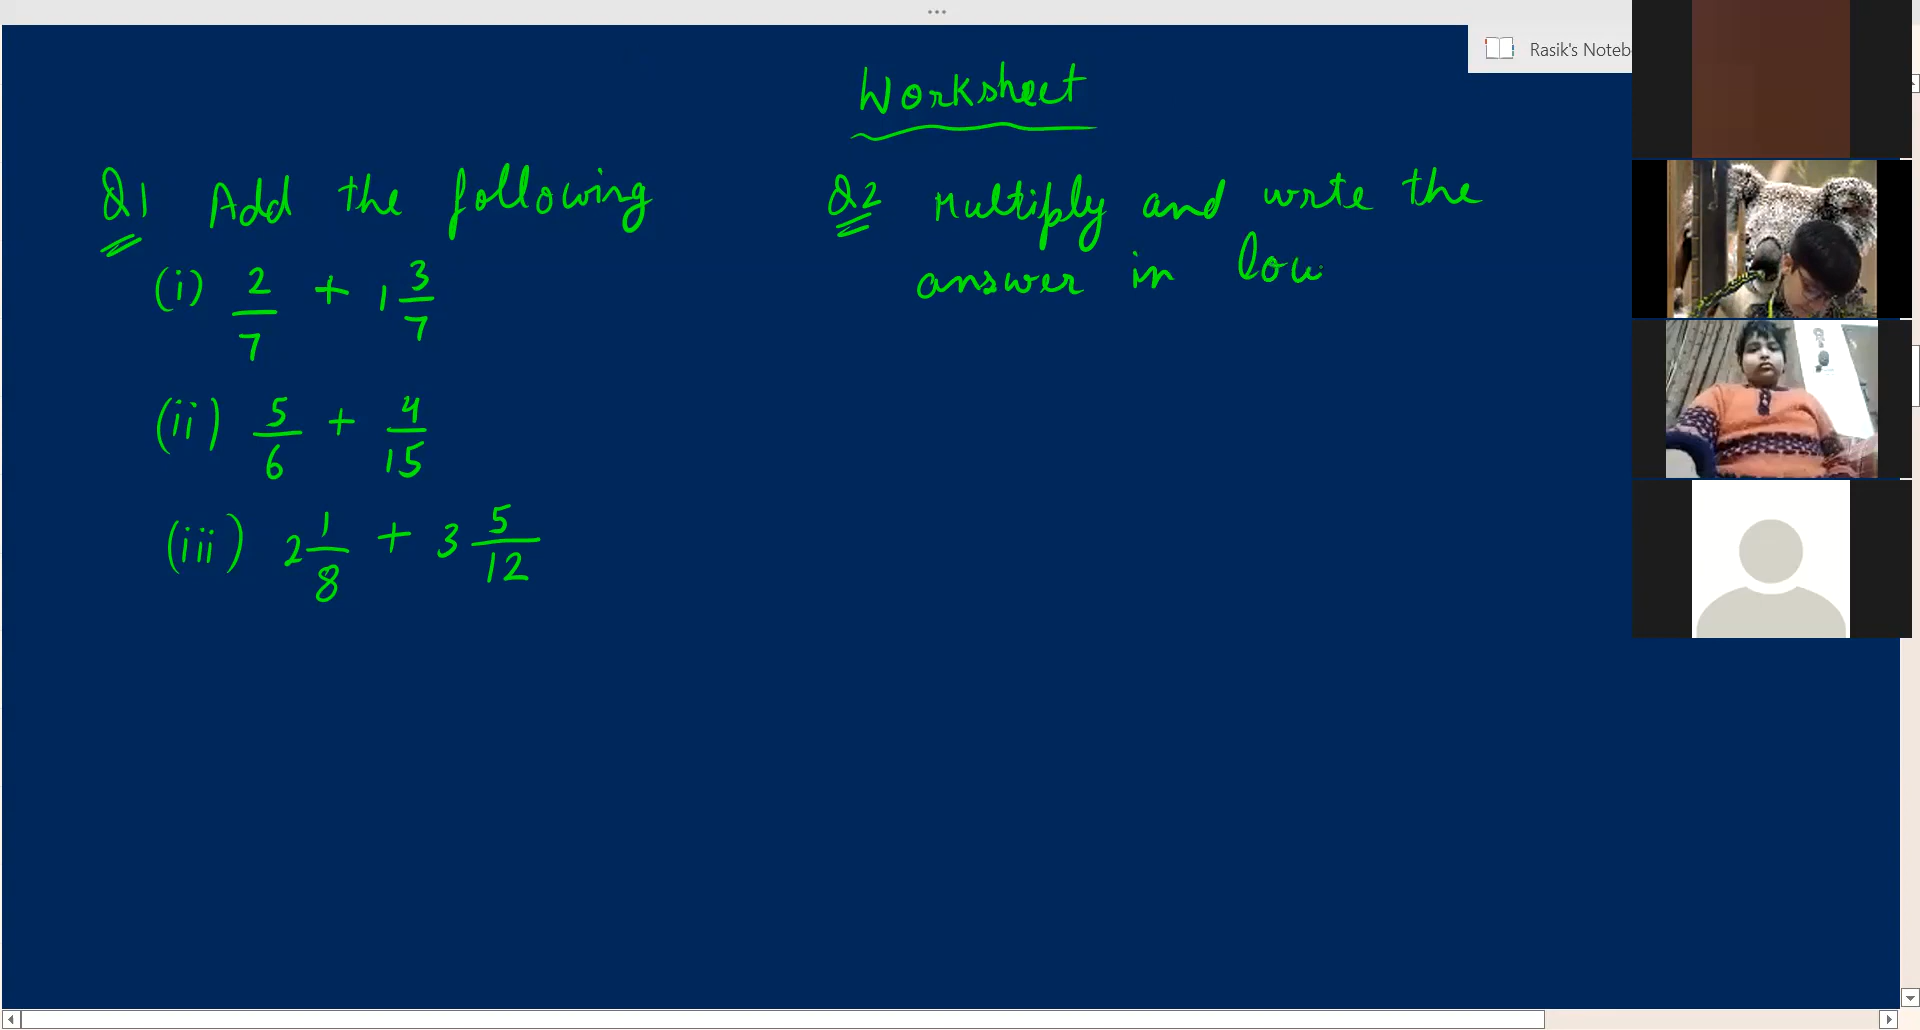 Rasik's Noteb
Worksheet
Q1 Add the following
(i) 2/7 + 1 3/7
(ii) 5/6 + 4/15
(iii) 2 1/8 + 3 5/12
Q2 Multiply and write the
answer in low